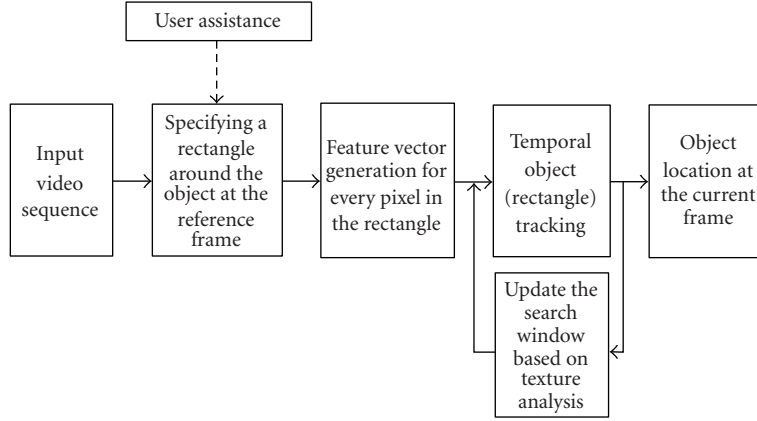 User assistance
Input
video
sequence
Specifying a
rectangle
around the
object at the
reference
frame
Feature vector
generation for
every pixel in
the rectangle
Temporal
object
(rectangle)
tracking
Object
location at
the current
frame
Update the
search
window
based on
texture
analysis